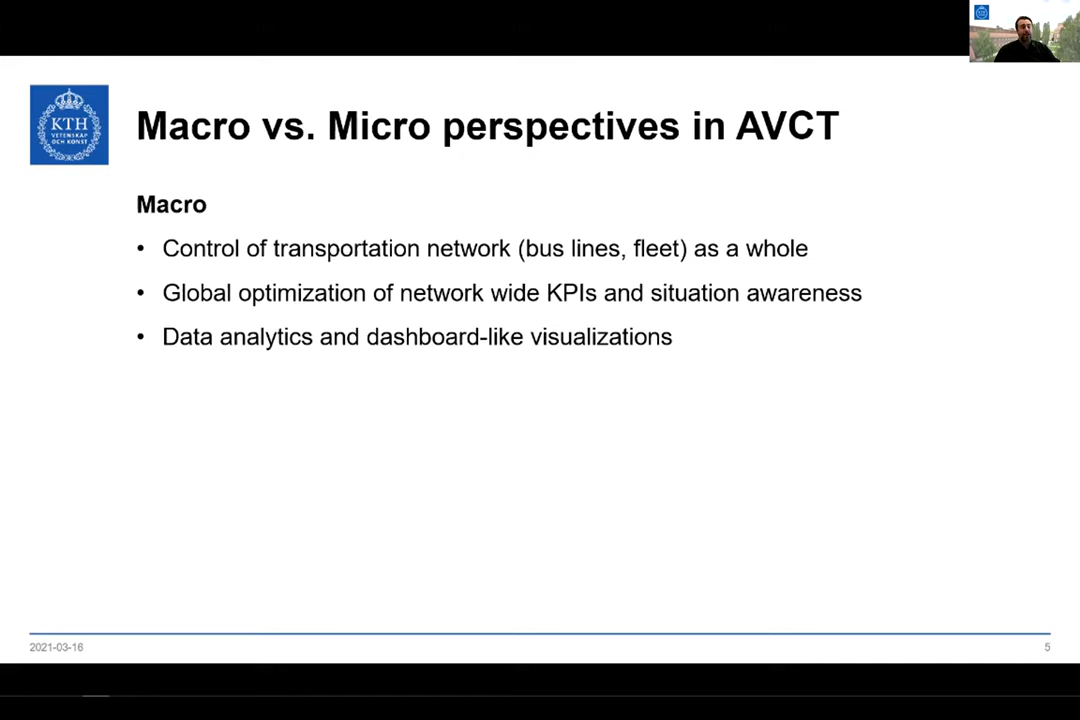 KTH
VETENSKAP
OCH KONST
Macro vs. Micro perspectives in AVCT
Macro
• Control of transportation network (bus lines, fleet) as a whole
• Global optimization of network wide KPIs and situation awareness
• Data analytics and dashboard-like visualizations
2021-03-16
5